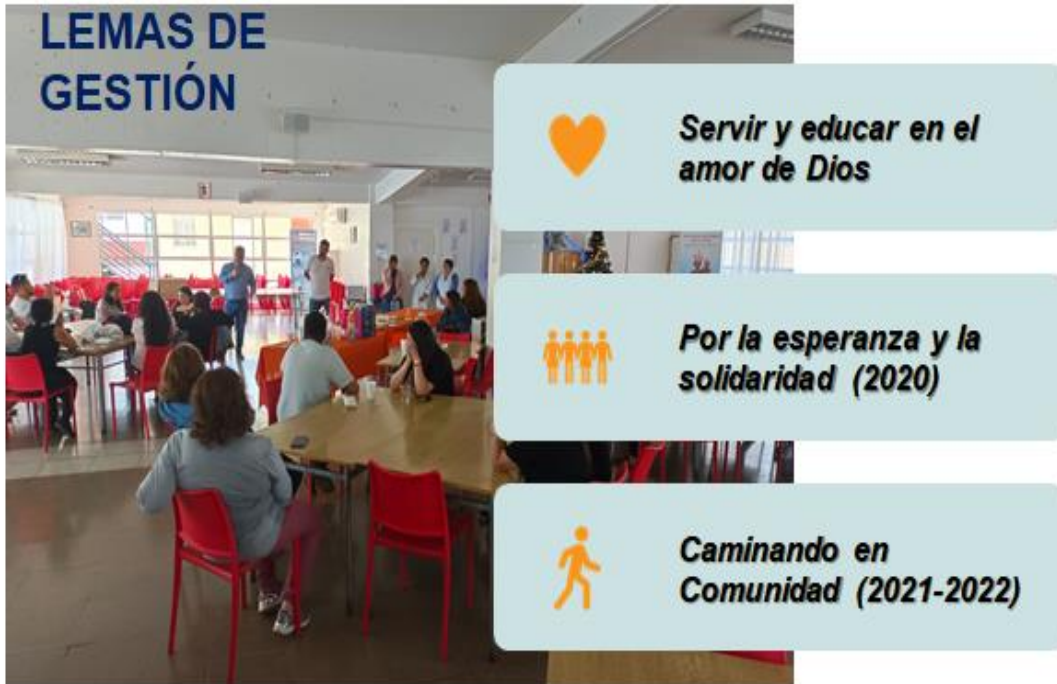 LEMAS DE
GESTIÓN
Servir y educar en el
amor de Dios
Por la esperanza y la
solidaridad (2020)
Caminando en
Comunidad (2021-2022)